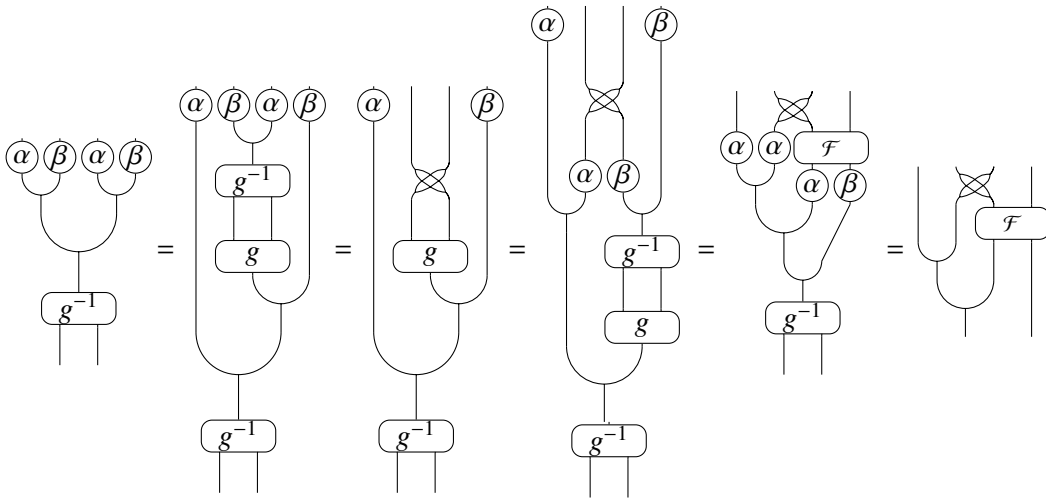 α β
α β α β α β
α β α β α α ℱ
g⁻¹ α β α β
ℱ
= g = g = g⁻¹ = =
g⁻¹ g g⁻¹
g⁻¹ g⁻¹ g⁻¹